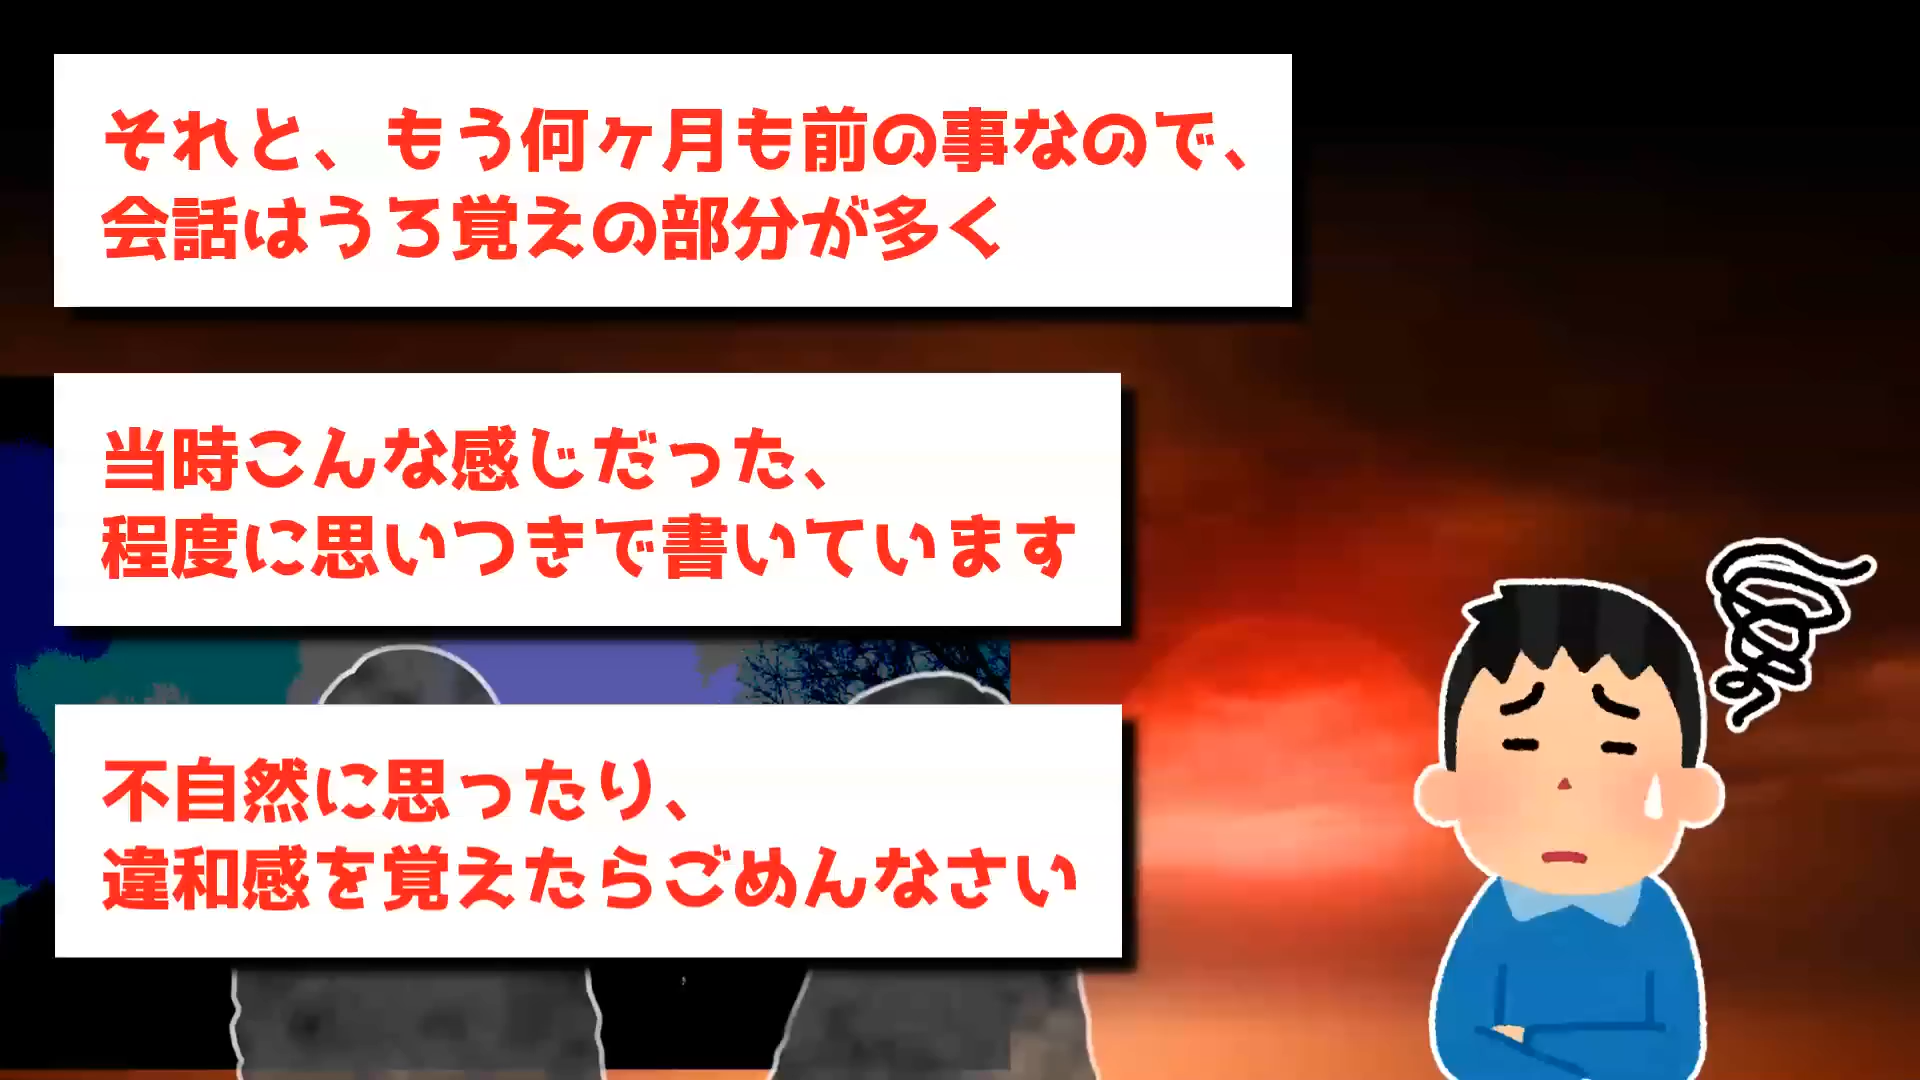 それと、もう何ヶ月も前の事なので、
会話はうろ覚えの部分が多く
当時こんな感じだった、
程度に思いつきで書いています
不自然に思ったり、
違和感を覚えたらごめんなさい